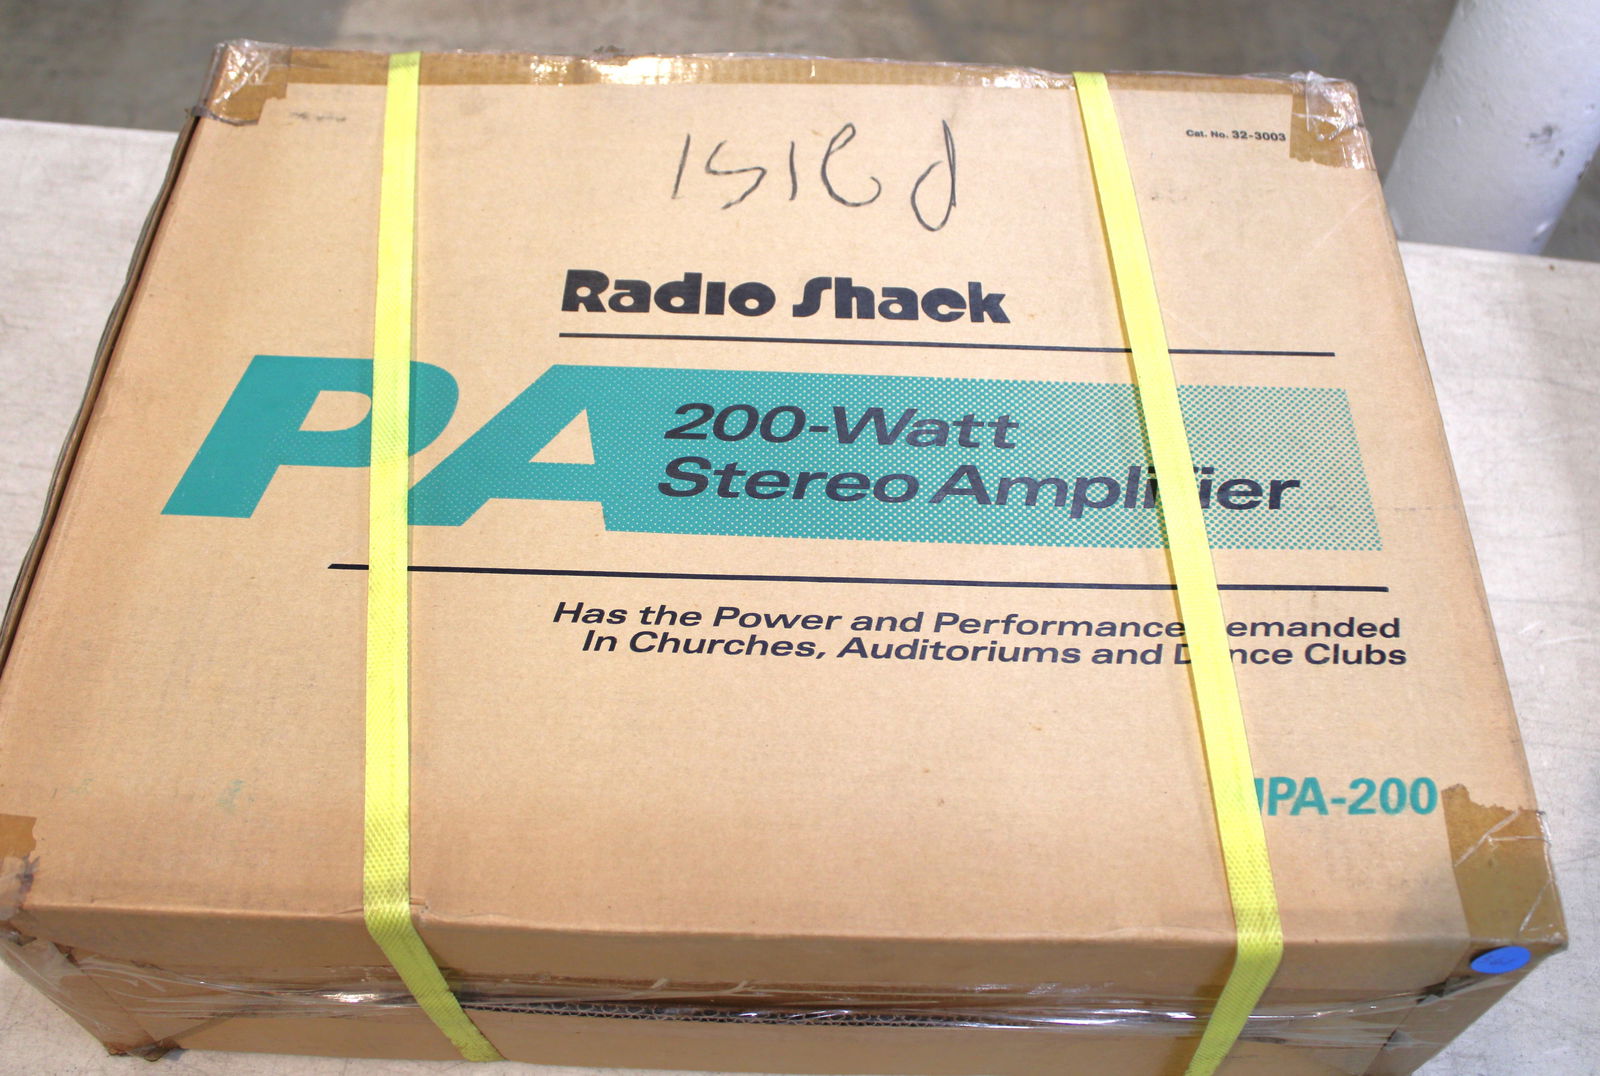 Cat. No. 32-3003
Radio Shack
PA 200-Watt
Stereo Amplifier
Has the Power and Performance Demanded
In Churches, Auditoriums and Dance Clubs
MPA-200